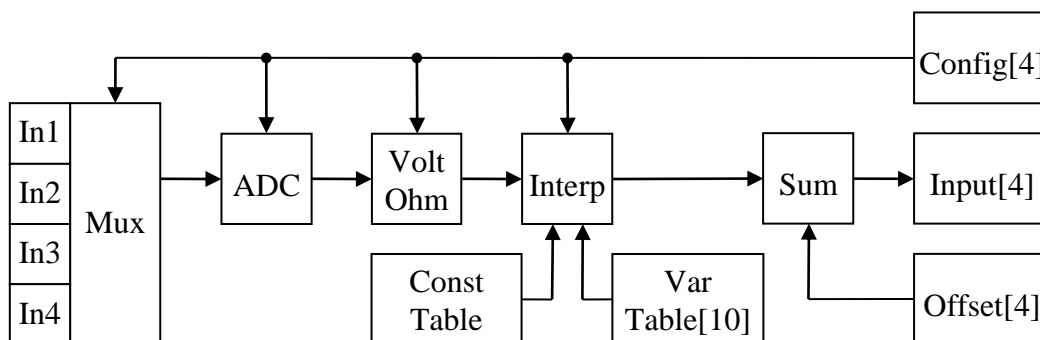 Config[4]
In1
In2
In3
In4
Mux
ADC
Volt
Ohm
Interp
Sum
Input[4]
Const
Table
Var
Table[10]
Offset[4]